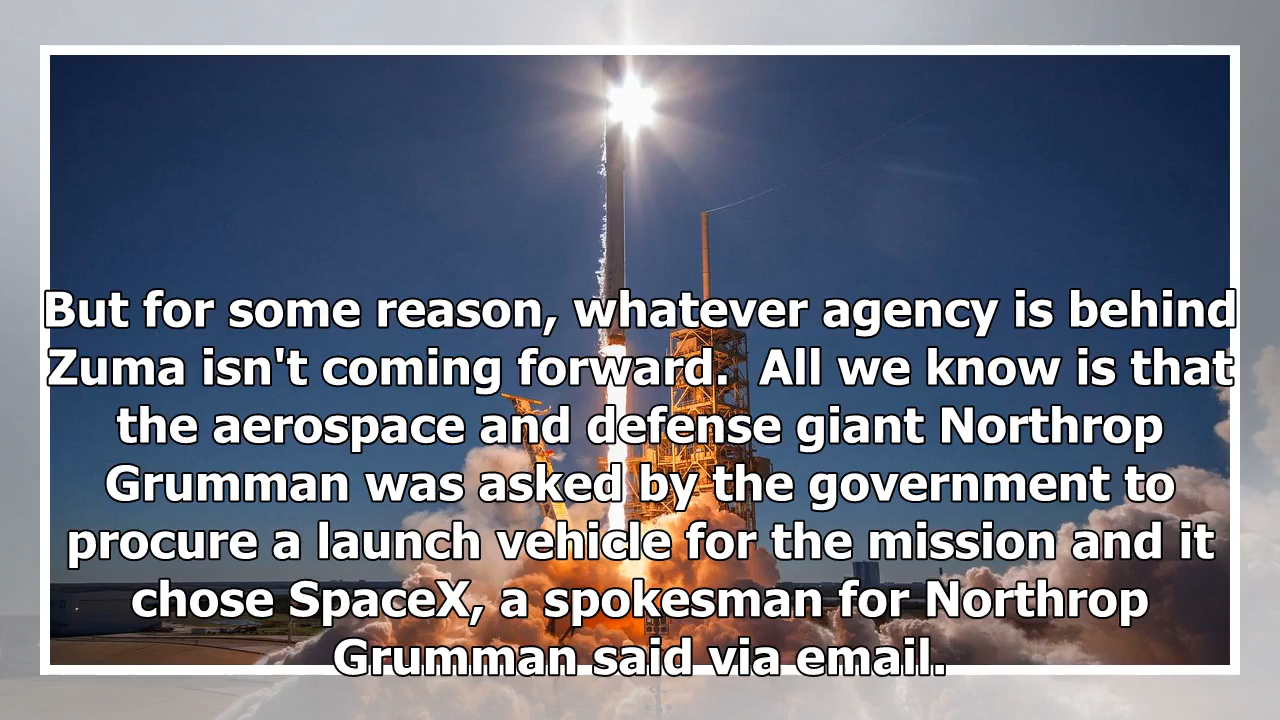 But for some reason, whatever agency is behind
Zuma isn't coming forward.  All we know is that
the aerospace and defense giant Northrop
Grumman was asked by the government to
procure a launch vehicle for the mission and it
chose SpaceX, a spokesman for Northrop
Grumman said via email.